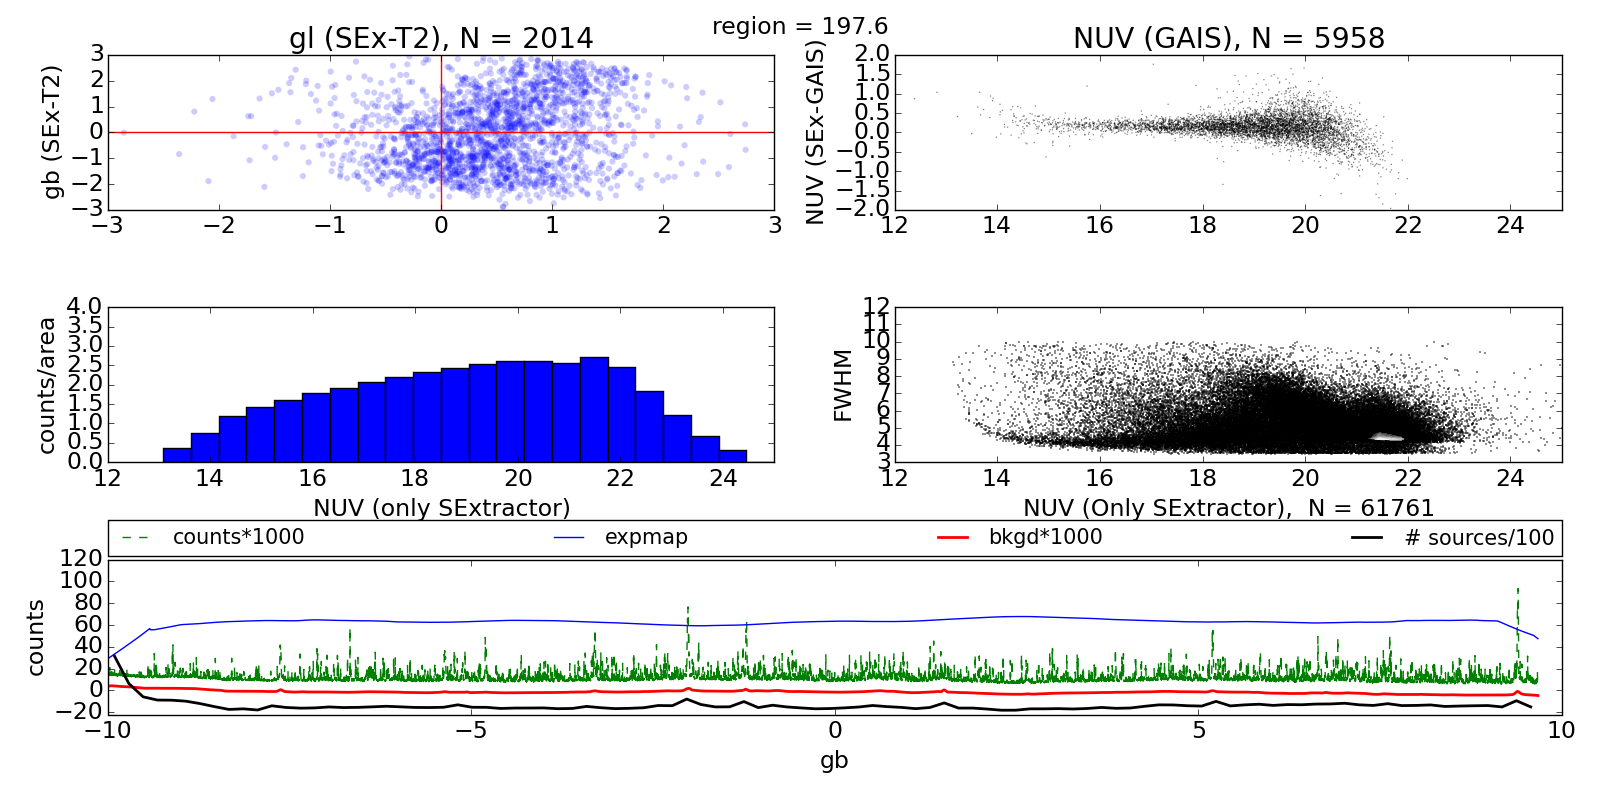 region = 197.6
gl (SEx-T2), N = 2014
gb (SEx-T2)
3
2
1
0
−1
−2
−3
−3 −2 −1 0 1 2 3
NUV (GAIS), N = 5958
NUV (SEx-GAIS)
2.0
1.5
1.0
0.5
0.0
−0.5
−1.0
−1.5
−2.0
12 14 16 18 20 22 24
counts/area
4.0
3.5
3.0
2.5
2.0
1.5
1.0
0.5
0.0
12 14 16 18 20 22 24
NUV (only SExtractor)
FWHM
12
11
10
9
8
7
6
5
4
3
12 14 16 18 20 22 24
NUV (Only SExtractor), N = 61761
counts*1000 expmap bkgd*1000 # sources/100
counts
120
100
80
60
40
20
0
−20
−10 −5 0 5 10
gb